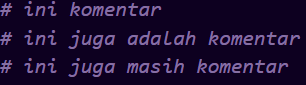 # ini komentar
# ini juga adalah komentar
# ini juga masih komentar